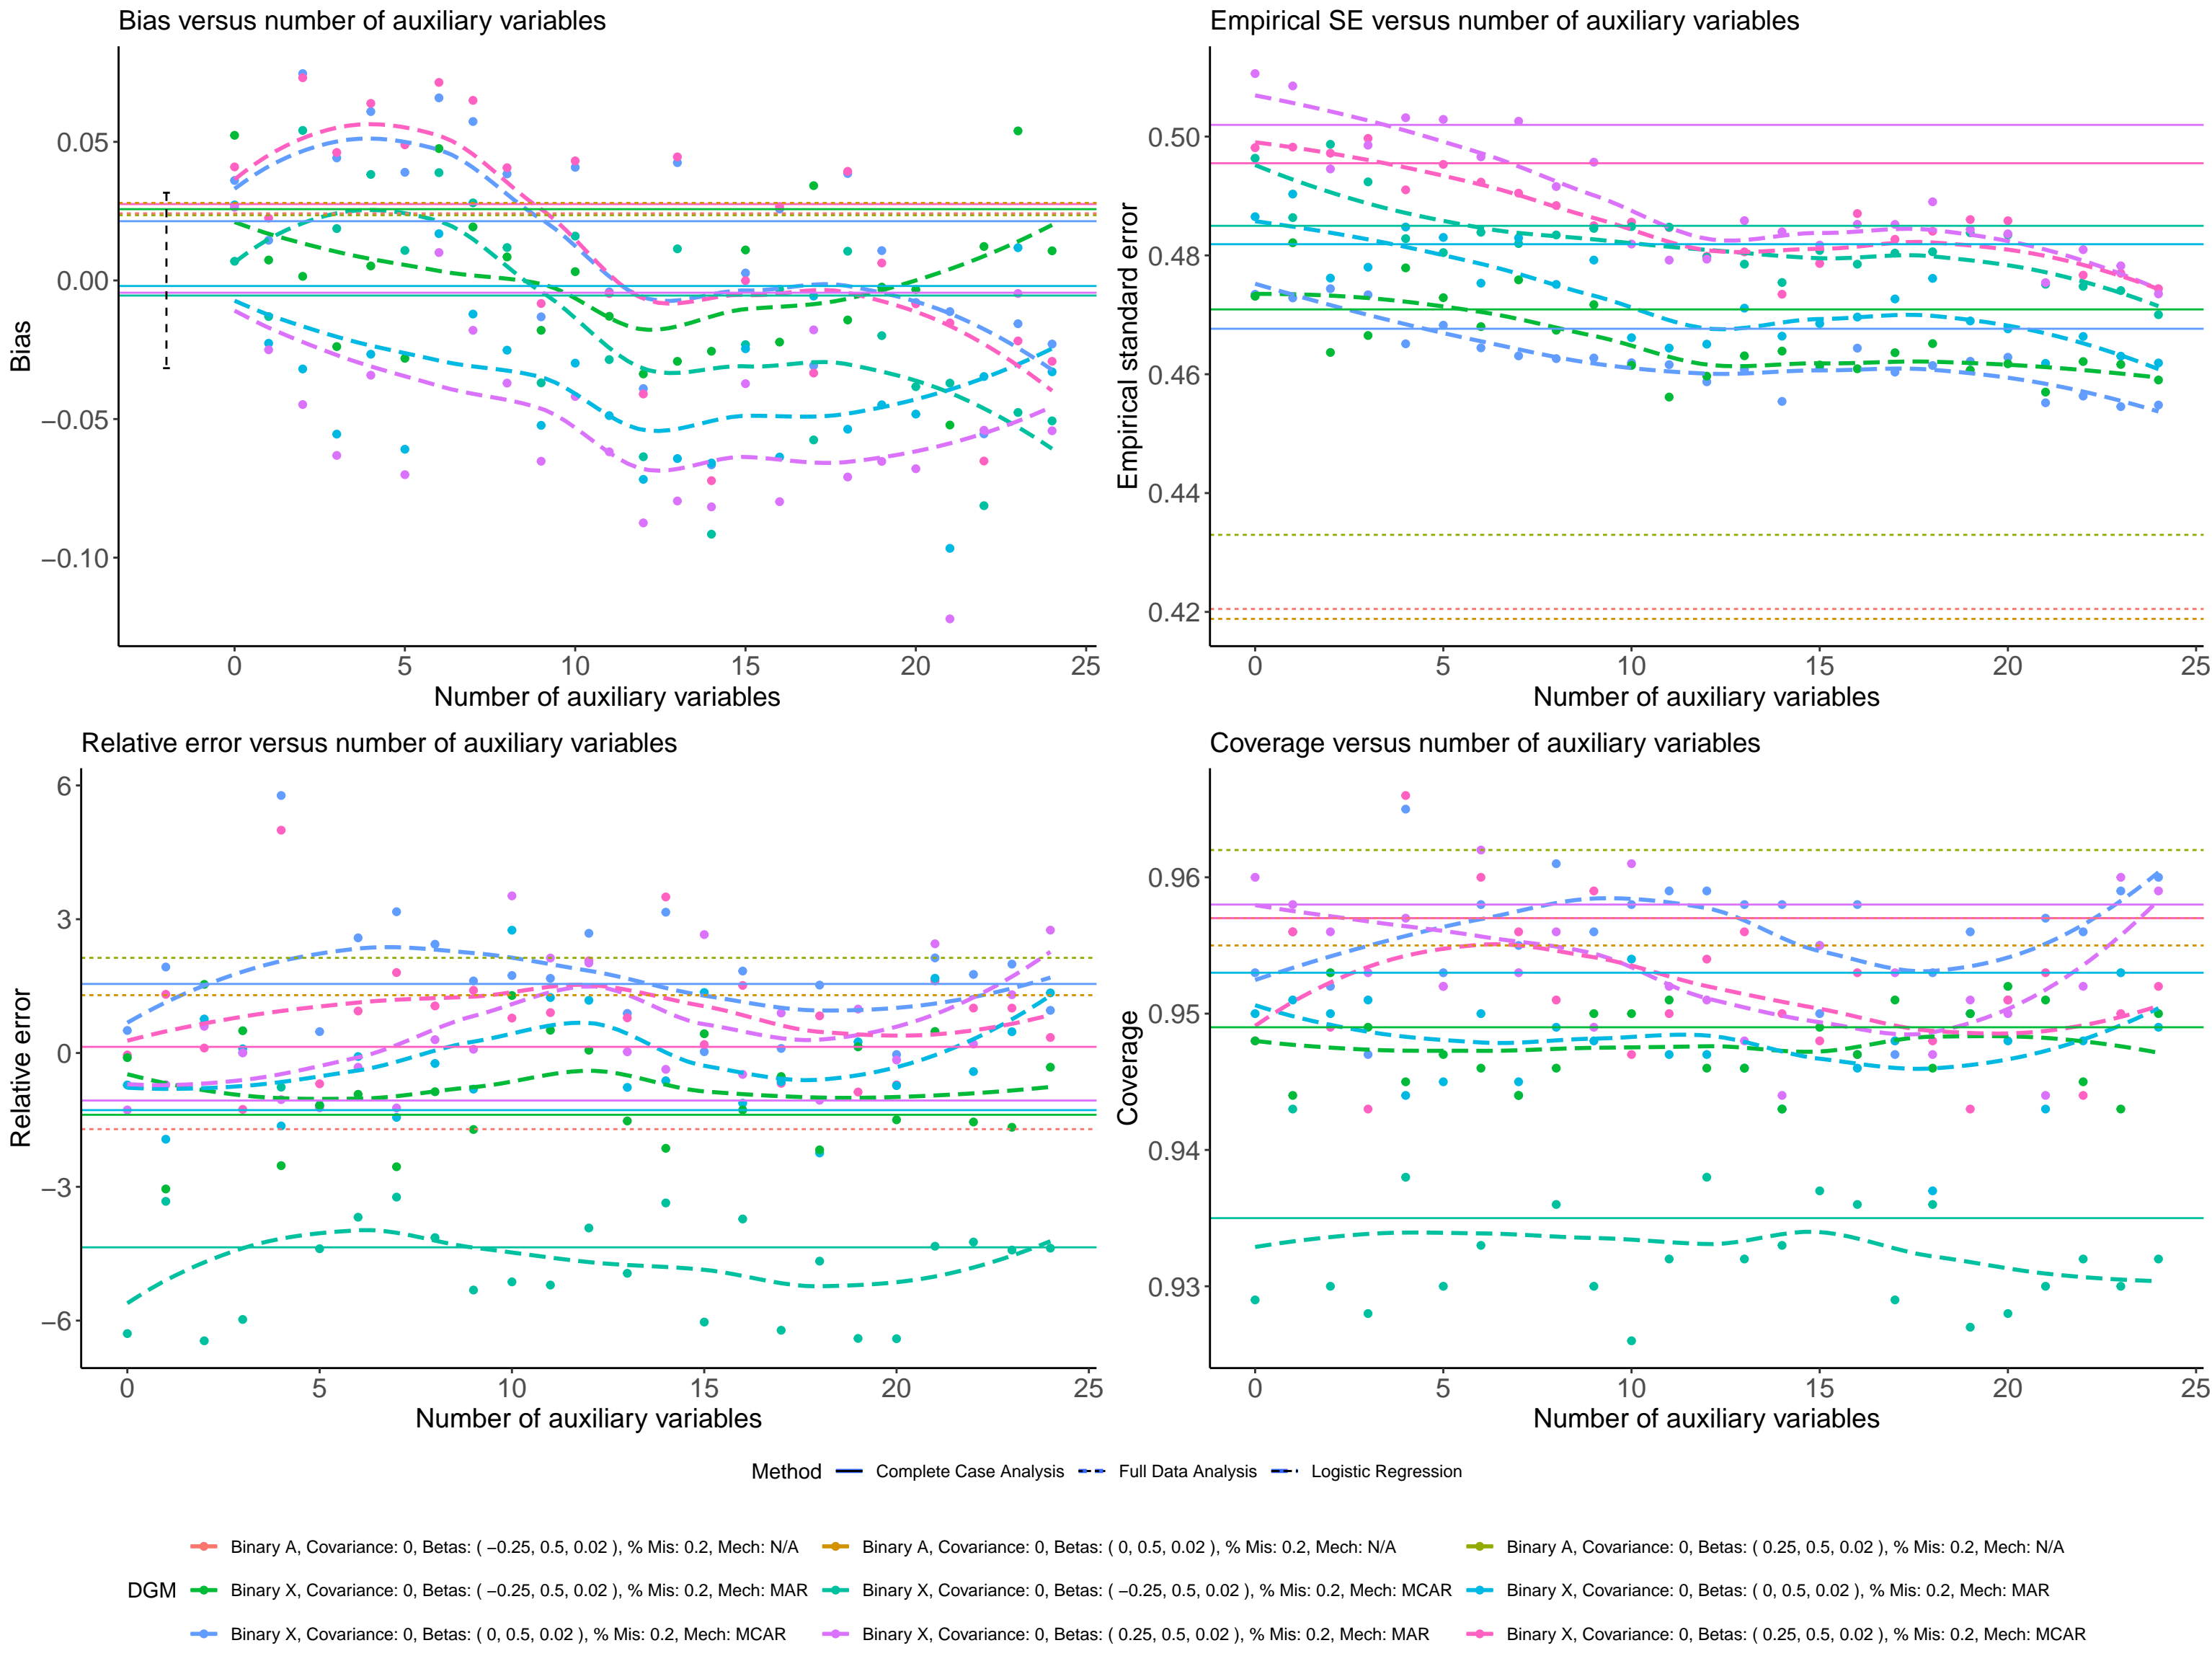 Bias versus number of auxiliary variables
0.05
0.00
−0.05
−0.10
Bias
0 5 10 15 20 25
Number of auxiliary variables
Empirical SE versus number of auxiliary variables
0.50
0.48
0.46
0.44
0.42
Empirical standard error
0 5 10 15 20 25
Number of auxiliary variables
Relative error versus number of auxiliary variables
6
3
0
−3
−6
Relative error
0 5 10 15 20 25
Number of auxiliary variables
Coverage versus number of auxiliary variables
0.96
0.95
0.94
0.93
Coverage
0 5 10 15 20 25
Number of auxiliary variables
Method Complete Case Analysis Full Data Analysis Logistic Regression
Binary A, Covariance: 0, Betas: ( −0.25, 0.5, 0.02 ), % Mis: 0.2, Mech: N/A Binary A, Covariance: 0, Betas: ( 0, 0.5, 0.02 ), % Mis: 0.2, Mech: N/A Binary A, Covariance: 0, Betas: ( 0.25, 0.5, 0.02 ), % Mis: 0.2, Mech: N/A
DGM Binary X, Covariance: 0, Betas: ( −0.25, 0.5, 0.02 ), % Mis: 0.2, Mech: MAR Binary X, Covariance: 0, Betas: ( −0.25, 0.5, 0.02 ), % Mis: 0.2, Mech: MCAR Binary X, Covariance: 0, Betas: ( 0, 0.5, 0.02 ), % Mis: 0.2, Mech: MAR
Binary X, Covariance: 0, Betas: ( 0, 0.5, 0.02 ), % Mis: 0.2, Mech: MCAR Binary X, Covariance: 0, Betas: ( 0.25, 0.5, 0.02 ), % Mis: 0.2, Mech: MAR Binary X, Covariance: 0, Betas: ( 0.25, 0.5, 0.02 ), % Mis: 0.2, Mech: MCAR